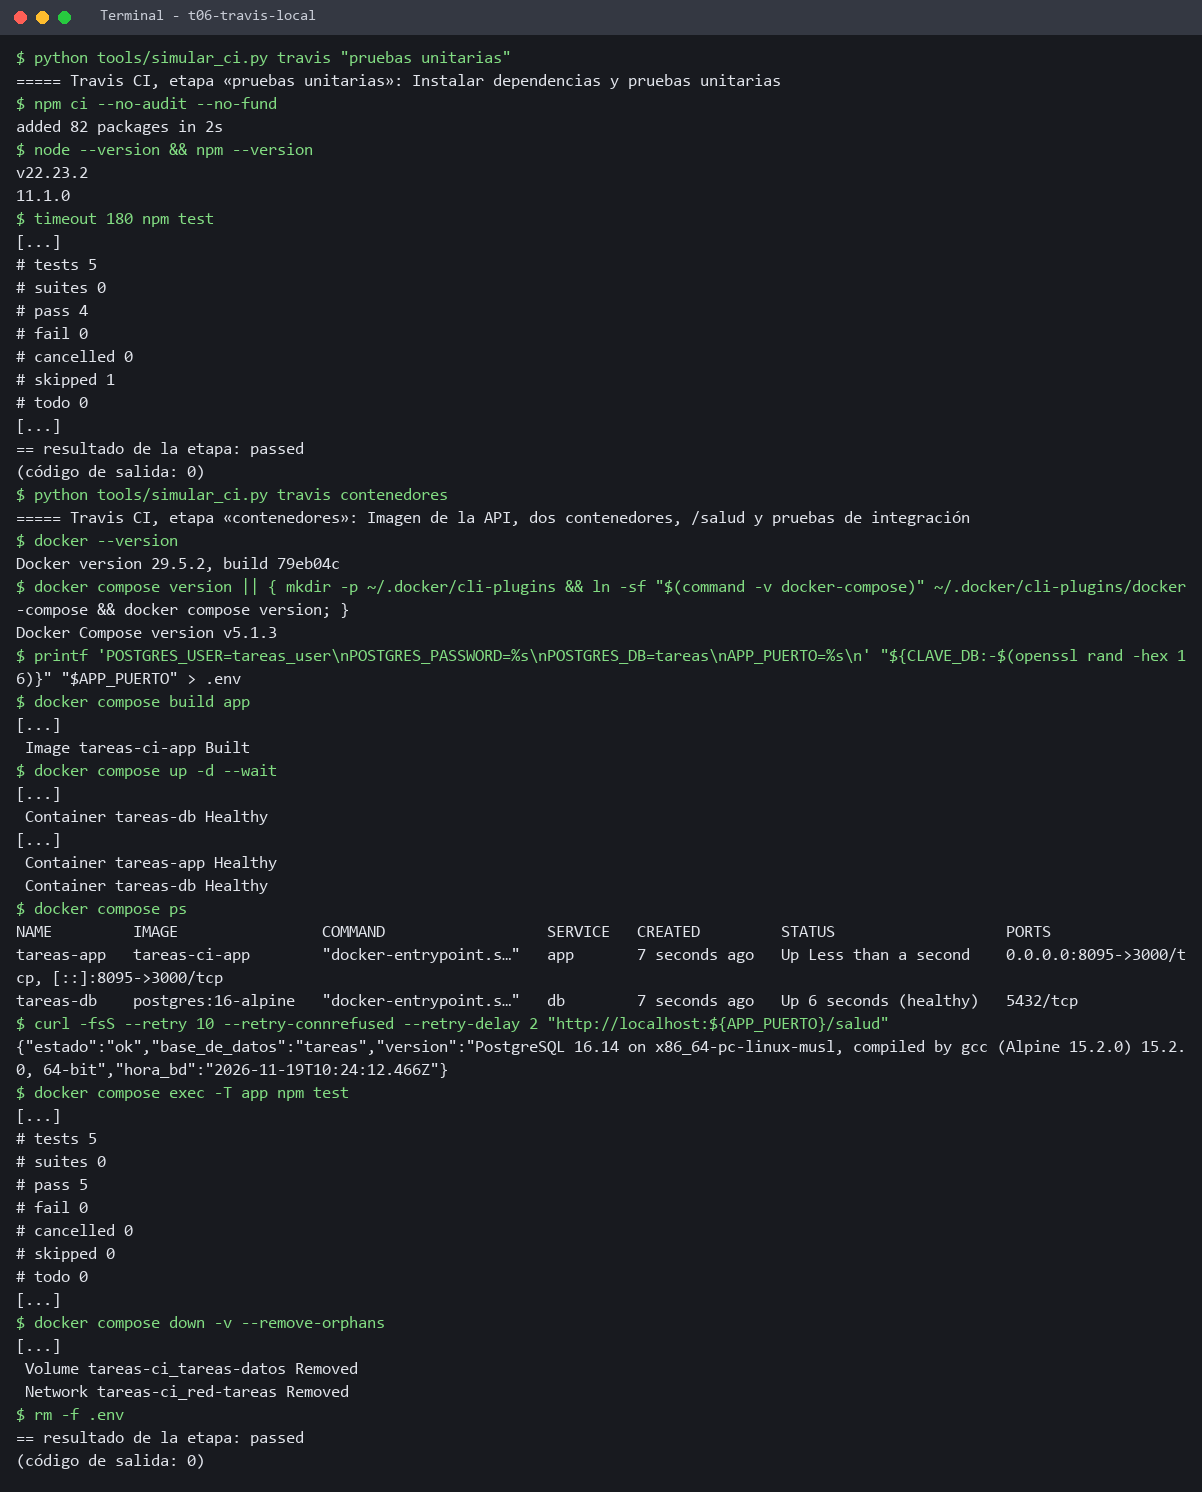 Terminal - t06-travis-local
$ python tools/simular_ci.py travis "pruebas unitarias"
===== Travis CI, etapa «pruebas unitarias»: Instalar dependencias y pruebas unitarias
$ npm ci --no-audit --no-fund
added 82 packages in 2s
$ node --version && npm --version
v22.23.2
11.1.0
$ timeout 180 npm test
[...]
# tests 5
# suites 0
# pass 4
# fail 0
# cancelled 0
# skipped 1
# todo 0
[...]
== resultado de la etapa: passed
(código de salida: 0)
$ python tools/simular_ci.py travis contenedores
===== Travis CI, etapa «contenedores»: Imagen de la API, dos contenedores, /salud y pruebas de integración
$ docker --version
Docker version 29.5.2, build 79eb04c
$ docker compose version || { mkdir -p ~/.docker/cli-plugins && ln -sf "$(command -v docker-compose)" ~/.docker/cli-plugins/docker
-compose && docker compose version; }
Docker Compose version v5.1.3
$ printf 'POSTGRES_USER=tareas_user\nPOSTGRES_PASSWORD=%s\nPOSTGRES_DB=tareas\nAPP_PUERTO=%s\n' "${CLAVE_DB:-$(openssl rand -hex 1
6)}" "$APP_PUERTO" > .env
$ docker compose build app
[...]
 Image tareas-ci-app Built
$ docker compose up -d --wait
[...]
 Container tareas-db Healthy
[...]
 Container tareas-app Healthy
 Container tareas-db Healthy
$ docker compose ps
NAME         IMAGE                COMMAND                  SERVICE   CREATED         STATUS                   PORTS
tareas-app   tareas-ci-app        "docker-entrypoint.s…"   app       7 seconds ago   Up Less than a second    0.0.0.0:8095->3000/t
cp, [::]:8095->3000/tcp
tareas-db    postgres:16-alpine   "docker-entrypoint.s…"   db        7 seconds ago   Up 6 seconds (healthy)   5432/tcp
$ curl -fsS --retry 10 --retry-connrefused --retry-delay 2 "http://localhost:${APP_PUERTO}/salud"
{"estado":"ok","base_de_datos":"tareas","version":"PostgreSQL 16.14 on x86_64-pc-linux-musl, compiled by gcc (Alpine 15.2.0) 15.2.
0, 64-bit","hora_bd":"2026-11-19T10:24:12.466Z"}
$ docker compose exec -T app npm test
[...]
# tests 5
# suites 0
# pass 5
# fail 0
# cancelled 0
# skipped 0
# todo 0
[...]
$ docker compose down -v --remove-orphans
[...]
 Volume tareas-ci_tareas-datos Removed
 Network tareas-ci_red-tareas Removed
$ rm -f .env
== resultado de la etapa: passed
(código de salida: 0)